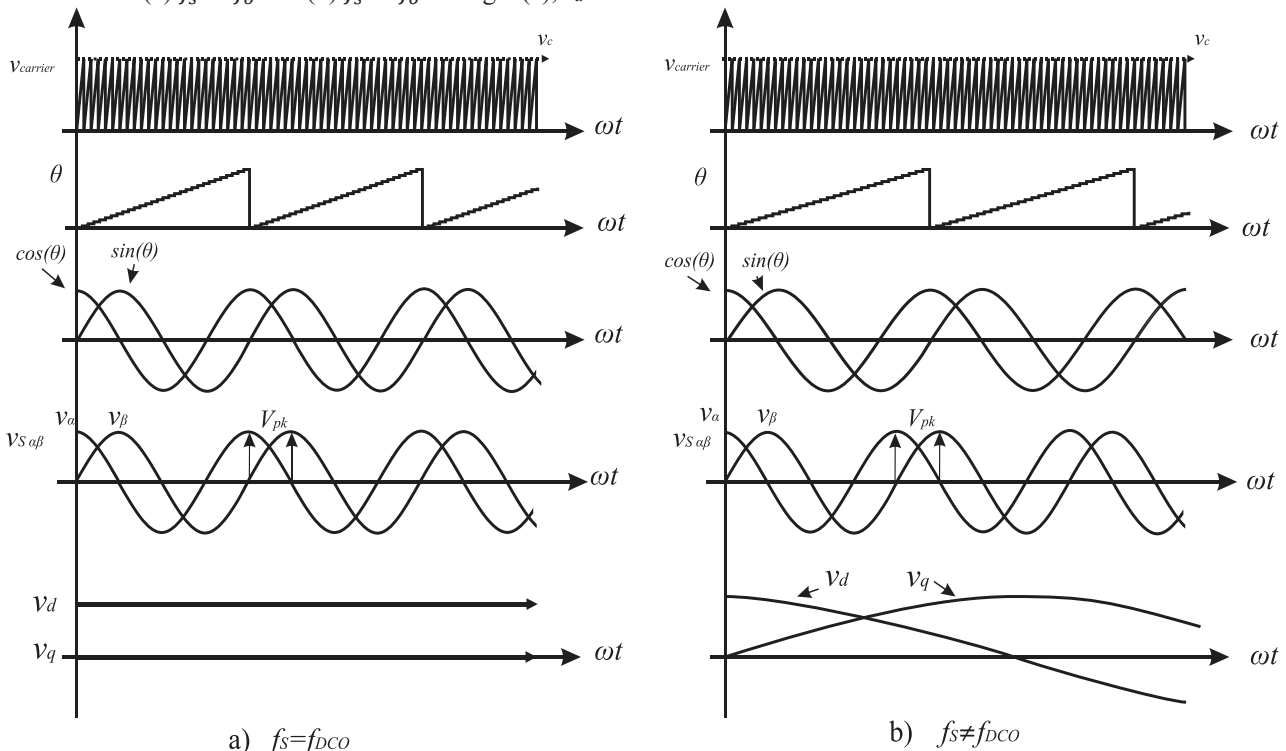 v_c
v_carrier
ωt
θ
ωt
cos(θ) sin(θ)
ωt
v_α v_β V_pk
v_S αβ
ωt
v_d
v_q
ωt
a) f_S=f_DCO
v_c
v_carrier
ωt
θ
ωt
cos(θ) sin(θ)
ωt
v_α v_β V_pk
v_S αβ
ωt
v_d v_q
ωt
b) f_S≠f_DCO